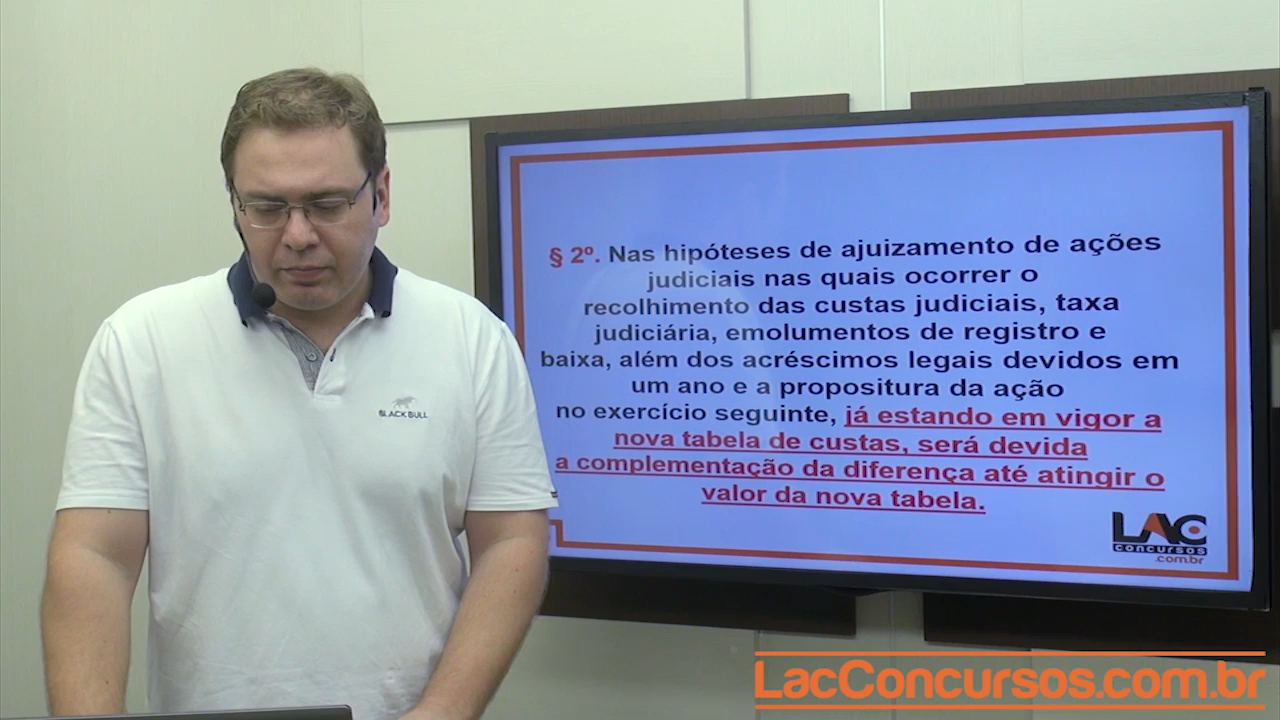 § 2º. Nas hipóteses de ajuizamento de ações
judiciais nas quais ocorrer o
recolhimento das custas judiciais, taxa
judiciária, emolumentos de registro e
baixa, além dos acréscimos legais devidos em
um ano e a propositura da ação
no exercício seguinte, já estando em vigor a
nova tabela de custas, será devida
a complementação da diferença até atingir o
valor da nova tabela.
BLACK BULL
LAC
concursos
.com.br
LacConcursos.com.br